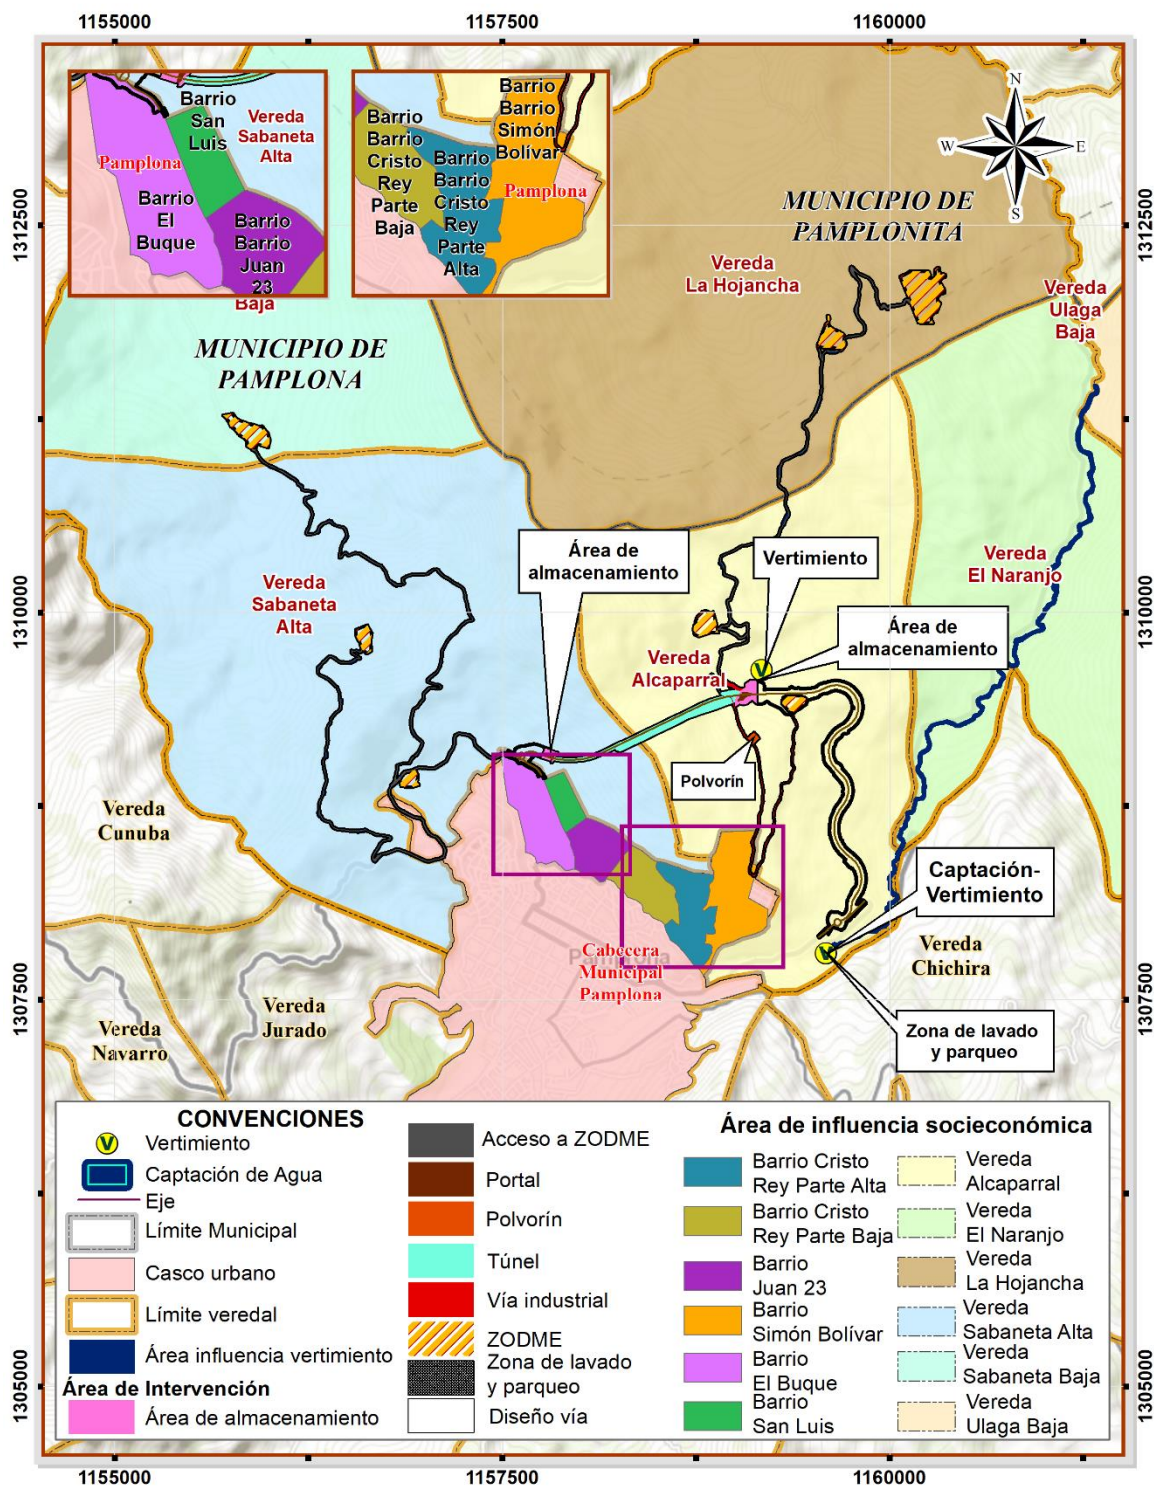 1155000
1157500
1160000
Barrio
San
Luis
Vereda
Sabaneta
Alta
Pamplona
Barrio
El
Buque
Barrio
Barrio
Juan
23
Baja
Barrio
Barrio
Cristo
Rey
Parte
Baja
Barrio
Barrio
Cristo
Rey
Parte
Alta
Barrio
Barrio
Simón
Bolívar
Pamplona
N
W
E
S
1312500
1312500
MUNICIPIO DE
PAMPLONITA
Vereda
La Hojancha
Vereda
Ulaga
Baja
MUNICIPIO DE
PAMPLONA
Área de
almacenamiento
Vertimiento
Vereda
El Naranjo
Vereda
Sabaneta
Alta
1310000
1310000
Área de
almacenamiento
Vereda
Alcaparral
V
Polvorín
Vereda
Cunuba
Captación-
Vertimiento
V
Vereda
Chichira
Pamplona
Cabecera
Municipal
Pamplona
1307500
1307500
Vereda
Jurado
Vereda
Navarro
Zona de lavado
y parqueo
CONVENCIONES
V
Vertimiento
Captación de Agua
Eje
Límite Municipal
Casco urbano
Límite veredal
Área influencia vertimiento
Área de Intervención
Área de almacenamiento
Acceso a ZODME
Portal
Polvorín
Túnel
Vía industrial
ZODME
Zona de lavado
y parqueo
Diseño vía
Área de influencia socieconómica
Barrio Cristo
Rey Parte Alta
Barrio Cristo
Rey Parte Baja
Barrio
Juan 23
Barrio
Simón Bolívar
Barrio
El Buque
Barrio
San Luis
Vereda
Alcaparral
Vereda
El Naranjo
Vereda
La Hojancha
Vereda
Sabaneta Alta
Vereda
Sabaneta Baja
Vereda
Ulaga Baja
1305000
1305000
1155000
1157500
1160000